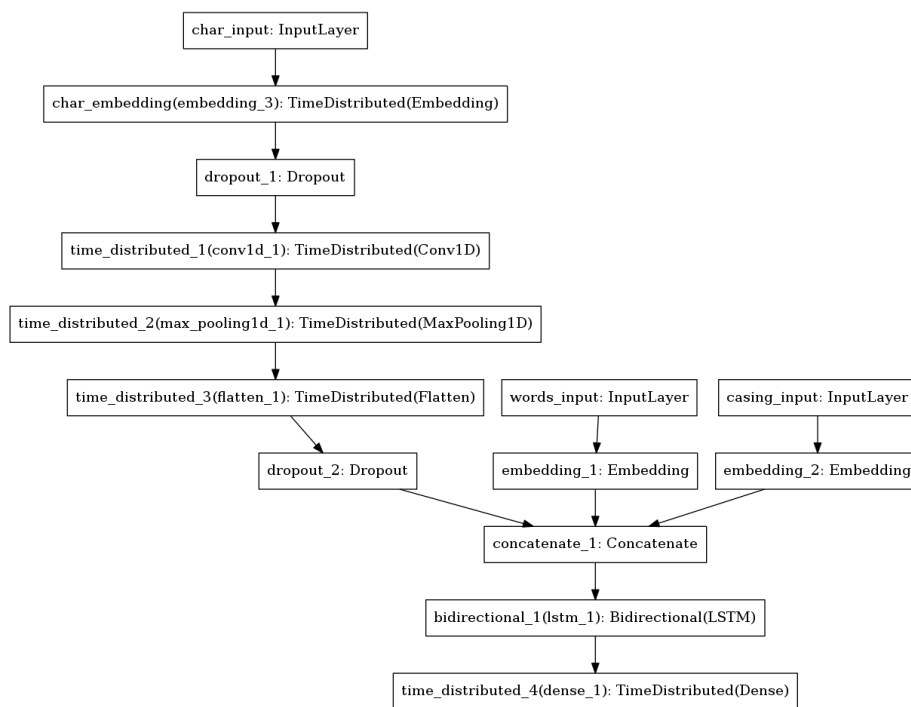 char_input: InputLayer
char_embedding(embedding_3): TimeDistributed(Embedding)
dropout_1: Dropout
time_distributed_1(conv1d_1): TimeDistributed(Conv1D)
time_distributed_2(max_pooling1d_1): TimeDistributed(MaxPooling1D)
time_distributed_3(flatten_1): TimeDistributed(Flatten)
words_input: InputLayer
casing_input: InputLayer
dropout_2: Dropout
embedding_1: Embedding
embedding_2: Embedding
concatenate_1: Concatenate
bidirectional_1(lstm_1): Bidirectional(LSTM)
time_distributed_4(dense_1): TimeDistributed(Dense)